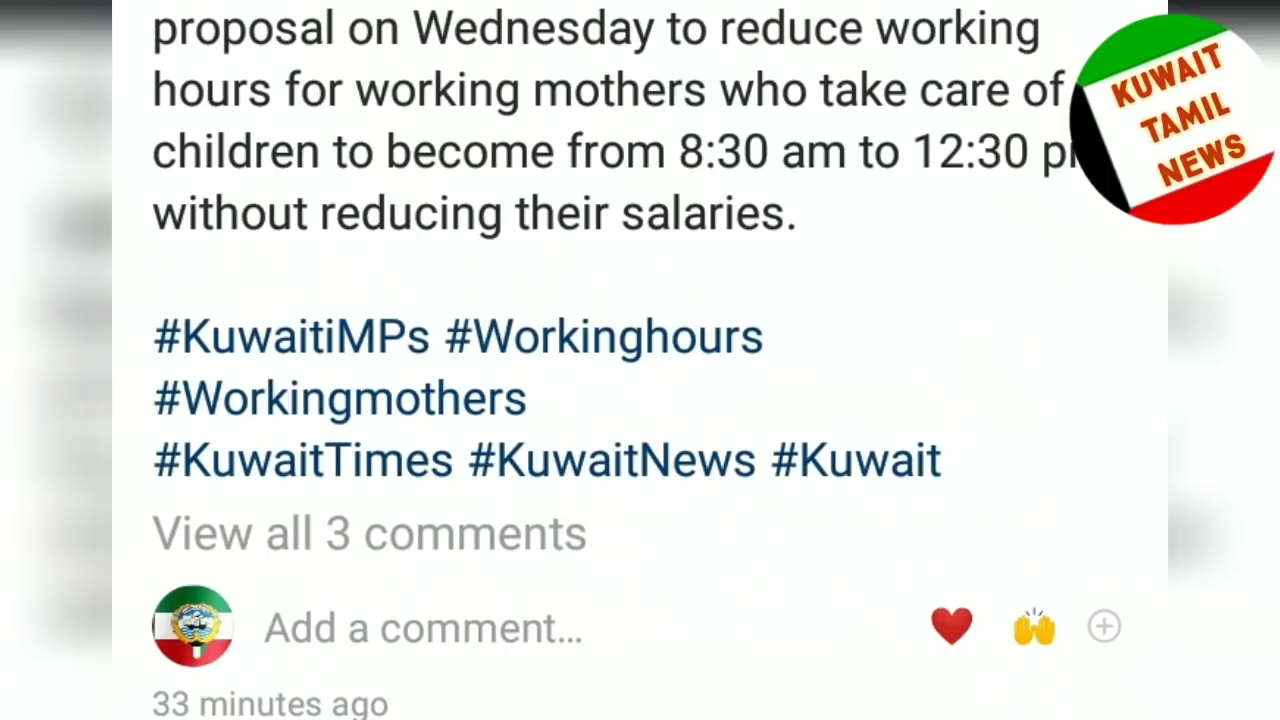 proposal on Wednesday to reduce working
hours for working mothers who take care of
children to become from 8:30 am to 12:30
without reducing their salaries.
#KuwaitiMPs #Workinghours
#Workingmothers
#KuwaitTimes #KuwaitNews #Kuwait
View all 3 comments
Add a comment...
33 minutes ago
KUWAIT
TAMIL
NEWS